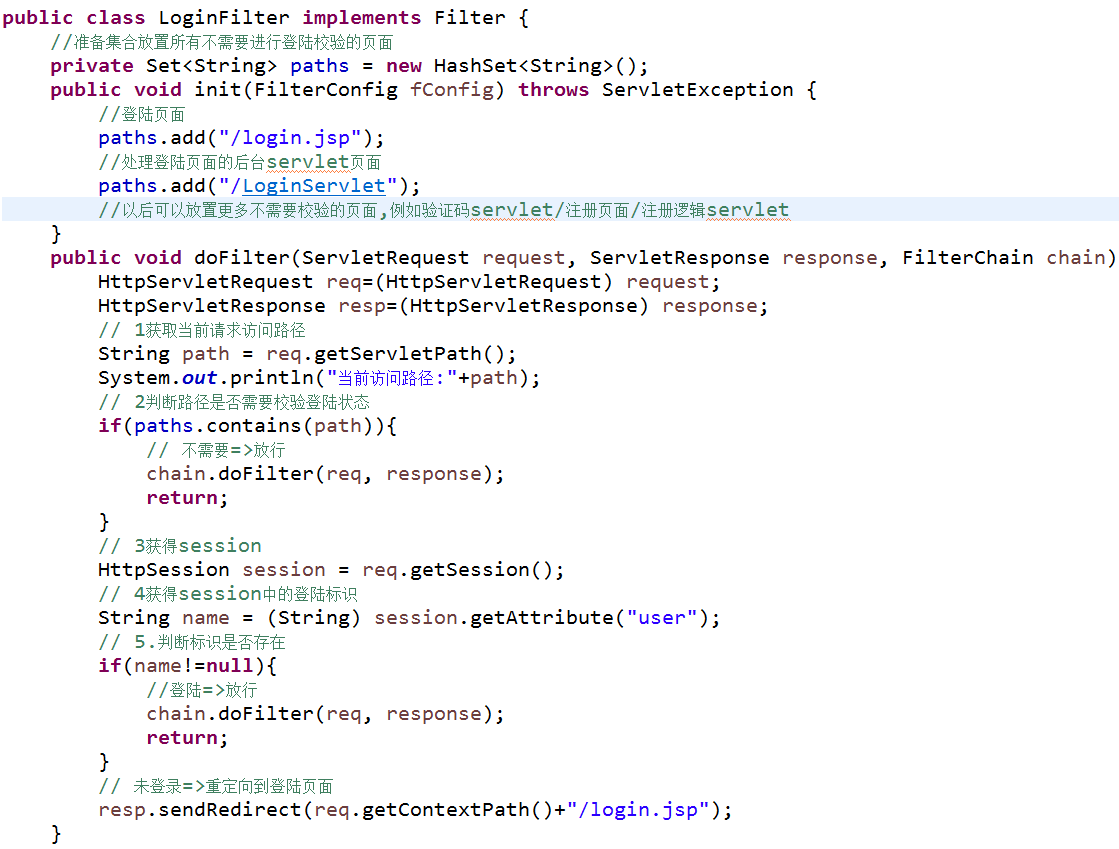 public class LoginFilter implements Filter {
//准备集合放置所有不需要进行登陆校验的页面
private Set<String> paths = new HashSet<String>();
public void init(FilterConfig fConfig) throws ServletException {
//登陆页面
paths.add("/login.jsp");
//处理登陆页面的后台servlet页面
paths.add("/LoginServlet");
//以后可以放置更多不需要校验的页面,例如验证码servlet/注册页面/注册逻辑servlet
}
public void doFilter(ServletRequest request, ServletResponse response, FilterChain chain)
HttpServletRequest req=(HttpServletRequest) request;
HttpServletResponse resp=(HttpServletResponse) response;
// 1获取当前请求访问路径
String path = req.getServletPath();
System.out.println("当前访问路径:"+path);
// 2判断路径是否需要校验登陆状态
if(paths.contains(path)){
// 不需要=>放行
chain.doFilter(req, response);
return;
}
// 3获得session
HttpSession session = req.getSession();
// 4获得session中的登陆标识
String name = (String) session.getAttribute("user");
// 5.判断标识是否存在
if(name!=null){
//登陆=>放行
chain.doFilter(req, response);
return;
}
// 未登录=>重定向到登陆页面
resp.sendRedirect(req.getContextPath()+"/login.jsp");
}